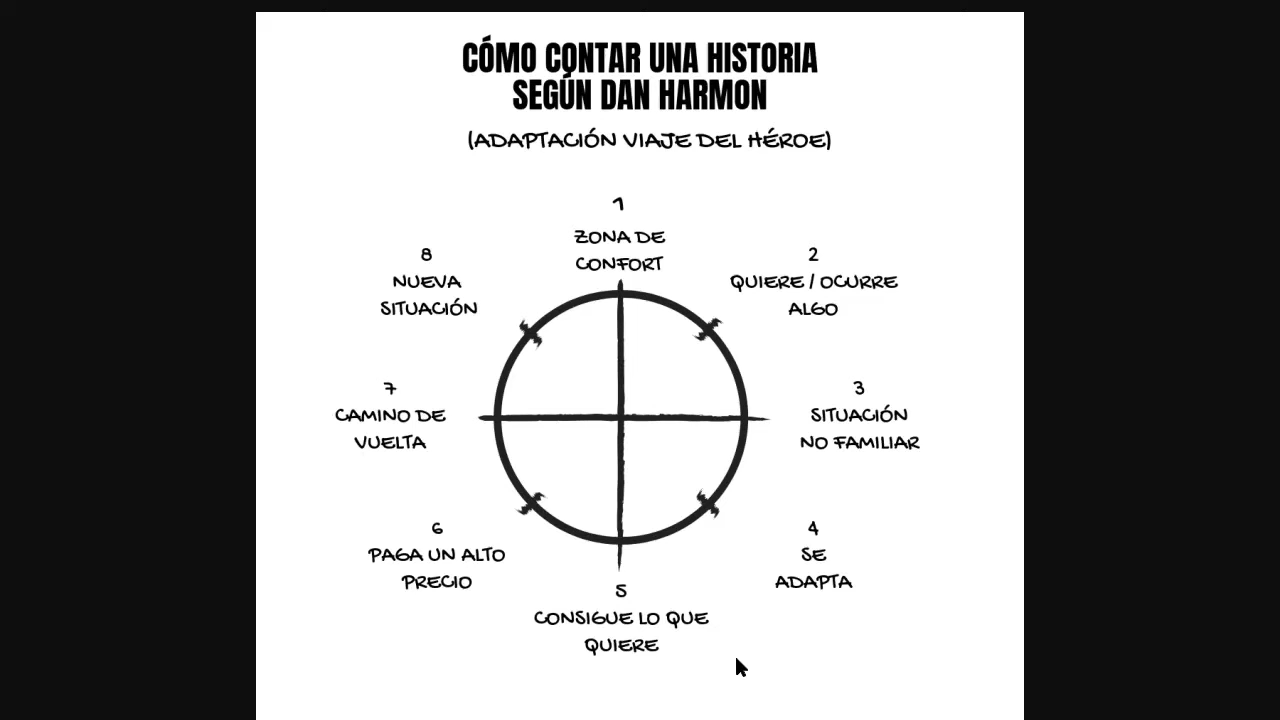 CÓMO CONTAR UNA HISTORIA
SEGÚN DAN HARMON
(ADAPTACIÓN VIAJE DEL HÉROE)
1
ZONA DE
CONFORT
2
QUIERE / OCURRE
ALGO
3
SITUACIÓN
NO FAMILIAR
4
SE
ADAPTA
5
CONSIGUE LO QUE
QUIERE
6
PAGA UN ALTO
PRECIO
7
CAMINO DE
VUELTA
8
NUEVA
SITUACIÓN